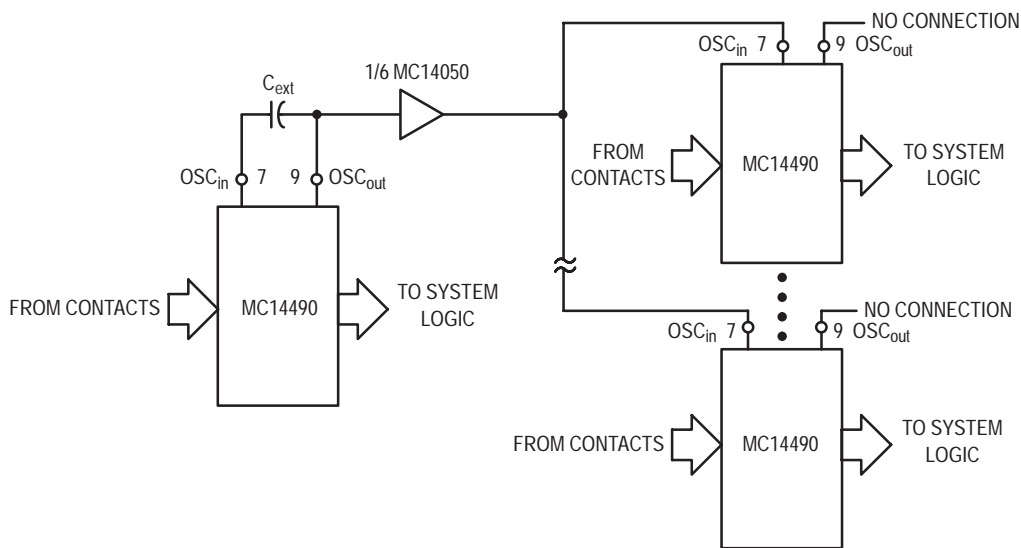 NO CONNECTION
OSCin 7
9 OSCout
1/6 MC14050
Cext
FROM
CONTACTS
MC14490
TO SYSTEM
LOGIC
OSCin 7
9 OSCout
FROM CONTACTS
MC14490
TO SYSTEM
LOGIC
NO CONNECTION
OSCin 7
9 OSCout
FROM CONTACTS
MC14490
TO SYSTEM
LOGIC